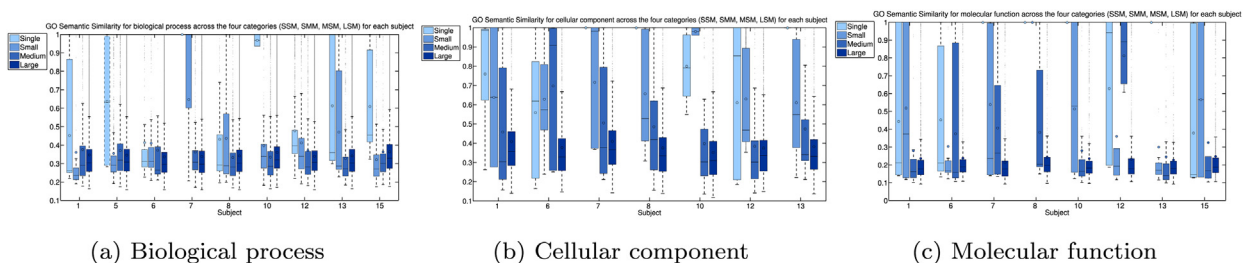 GO Semantic Similarity for biological process across the four categories (SSM, SMM, MSM, LSM) for each subject
Single
Small
Medium
Large
1
0.9
0.8
0.7
0.6
0.5
0.4
0.3
0.2
0.1
1 5 6 7 8 10 12 13 15
Subject
(a) Biological process
GO Semantic Similarity for cellular component across the four categories (SSM, SMM, MSM, LSM) for each subject
Single
Small
Medium
Large
1
0.9
0.8
0.7
0.6
0.5
0.4
0.3
0.2
0.1
1 6 7 8 10 12 13
Subject
(b) Cellular component
GO Semantic Similarity for molecular function across the four categories (SSM, SMM, MSM, LSM) for each subject
Single
Small
Medium
Large
1
0.9
0.8
0.7
0.6
0.5
0.4
0.3
0.2
0.1
1 6 7 8 10 12 13 15
Subject
(c) Molecular function